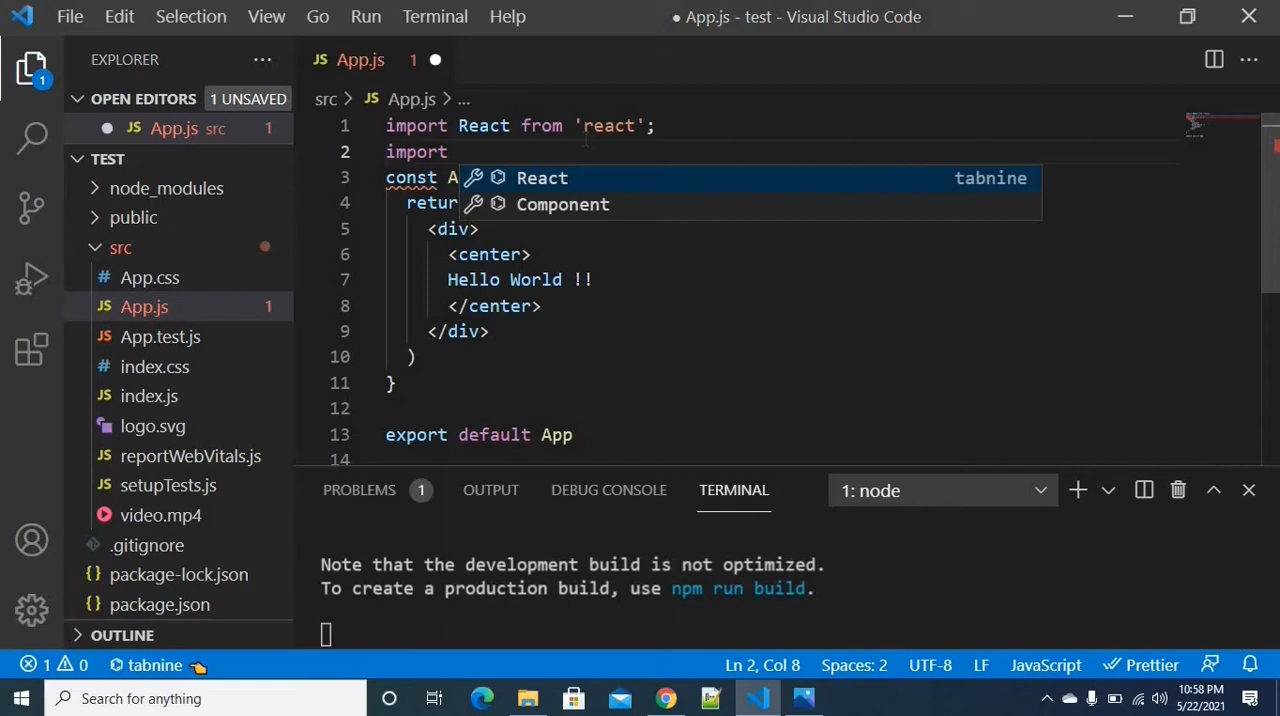 File Edit Selection View Go Run Terminal Help ● App.js - test - Visual Studio Code
EXPLORER
OPEN EDITORS 1 UNSAVED
JS App.js src 1
TEST
node_modules
public
src
# App.css
JS App.js 1
JS App.test.js
# index.css
JS index.js
logo.svg
JS reportWebVitals.js
JS setupTests.js
video.mp4
.gitignore
{} package-lock.json
{} package.json
OUTLINE
JS App.js 1
src > JS App.js > ...
1 import React from 'react';
2 import
3 const A
4 retur
5 <div>
6 <center>
7 Hello World !!
8 </center>
9 </div>
10 )
11 }
12
13 export default App
14
React tabnine
Component
PROBLEMS 1 OUTPUT DEBUG CONSOLE TERMINAL 1: node
Note that the development build is not optimized.
To create a production build, use npm run build.
1 0 tabnine Ln 2, Col 8 Spaces: 2 UTF-8 LF JavaScript Prettier
Search for anything
10:58 PM
5/22/2021
1